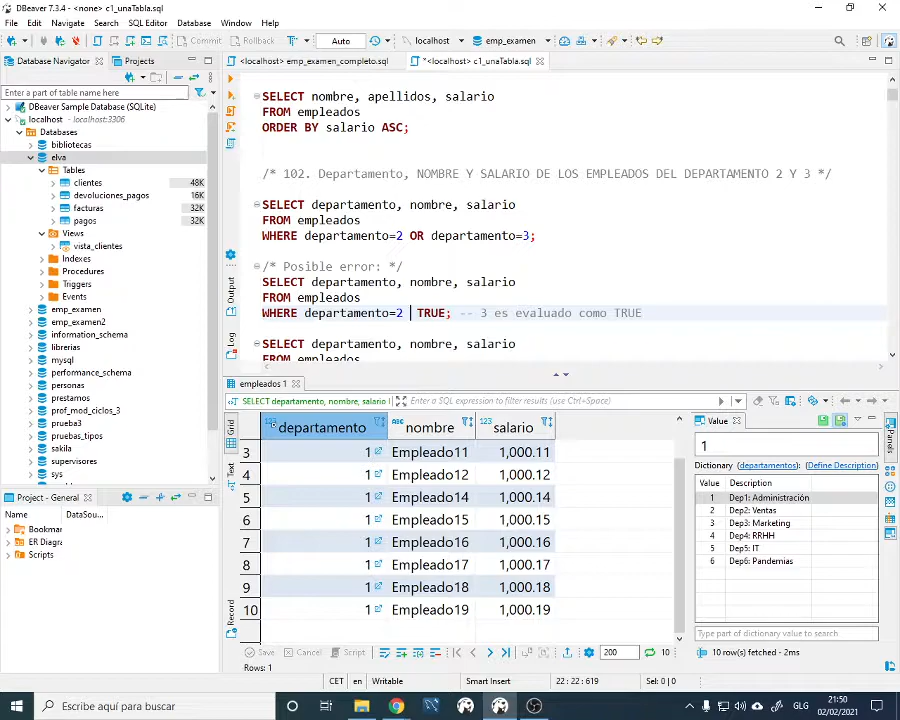 DBeaver 7.3.4 - <none> c1_unaTabla.sql
File Edit Navigate Search SQL Editor Database Window Help
Commit Rollback Auto localhost emp_examen
Database Navigator Projects
<localhost> emp_examen_completo.sql *<localhost> c1_unaTabla.sql
Enter a part of table name here
DBeaver Sample Database (SQLite)
localhost - localhost:3306
Databases
bibliotecas
elva
Tables
clientes 48K
devoluciones_pagos 16K
facturas 32K
pagos 32K
Views
vista_clientes
Indexes
Procedures
Triggers
Events
emp_examen
emp_examen2
information_schema
librerias
mysql
performance_schema
personas
prestamos
prof_mod_ciclos_3
prueba3
pruebas_tipos
sakila
supervisores
sys
Project - General
Name DataSou...
Bookmar
ER Diagra
Scripts
SELECT nombre, apellidos, salario
FROM empleados
ORDER BY salario ASC;
/* 102. Departamento, NOMBRE Y SALARIO DE LOS EMPLEADOS DEL DEPARTAMENTO 2 Y 3 */
SELECT departamento, nombre, salario
FROM empleados
WHERE departamento=2 OR departamento=3;
/* Posible error: */
SELECT departamento, nombre, salario
FROM empleados
WHERE departamento=2 TRUE; -- 3 es evaluado como TRUE
SELECT departamento, nombre, salario
FROM empleados
Output
Log
empleados 1
SELECT departamento, nombre, salario Enter a SQL expression to filter results (use Ctrl+Space)
Grid
Text
Record
123 departamento ABC nombre 123 salario
3 1 Empleado11 1,000.11
4 1 Empleado12 1,000.12
5 1 Empleado14 1,000.14
6 1 Empleado15 1,000.15
7 1 Empleado16 1,000.16
8 1 Empleado17 1,000.17
9 1 Empleado18 1,000.18
10 1 Empleado19 1,000.19
Value
Panels
1
Dictionary (departamentos): (Define Description)
Value Description
1 Dep1: Administración
2 Dep2: Ventas
3 Dep3: Marketing
4 Dep4: RRHH
5 Dep5: IT
6 Dep6: Pandemias
Type part of dictionary value to search
Save Cancel Script 200 10 10 row(s) fetched - 2ms
Rows: 1
CET en Writable Smart Insert 22 : 22 : 619 Sel: 0 | 0
Escribe aquí para buscar
GLG
21:50
02/02/2021